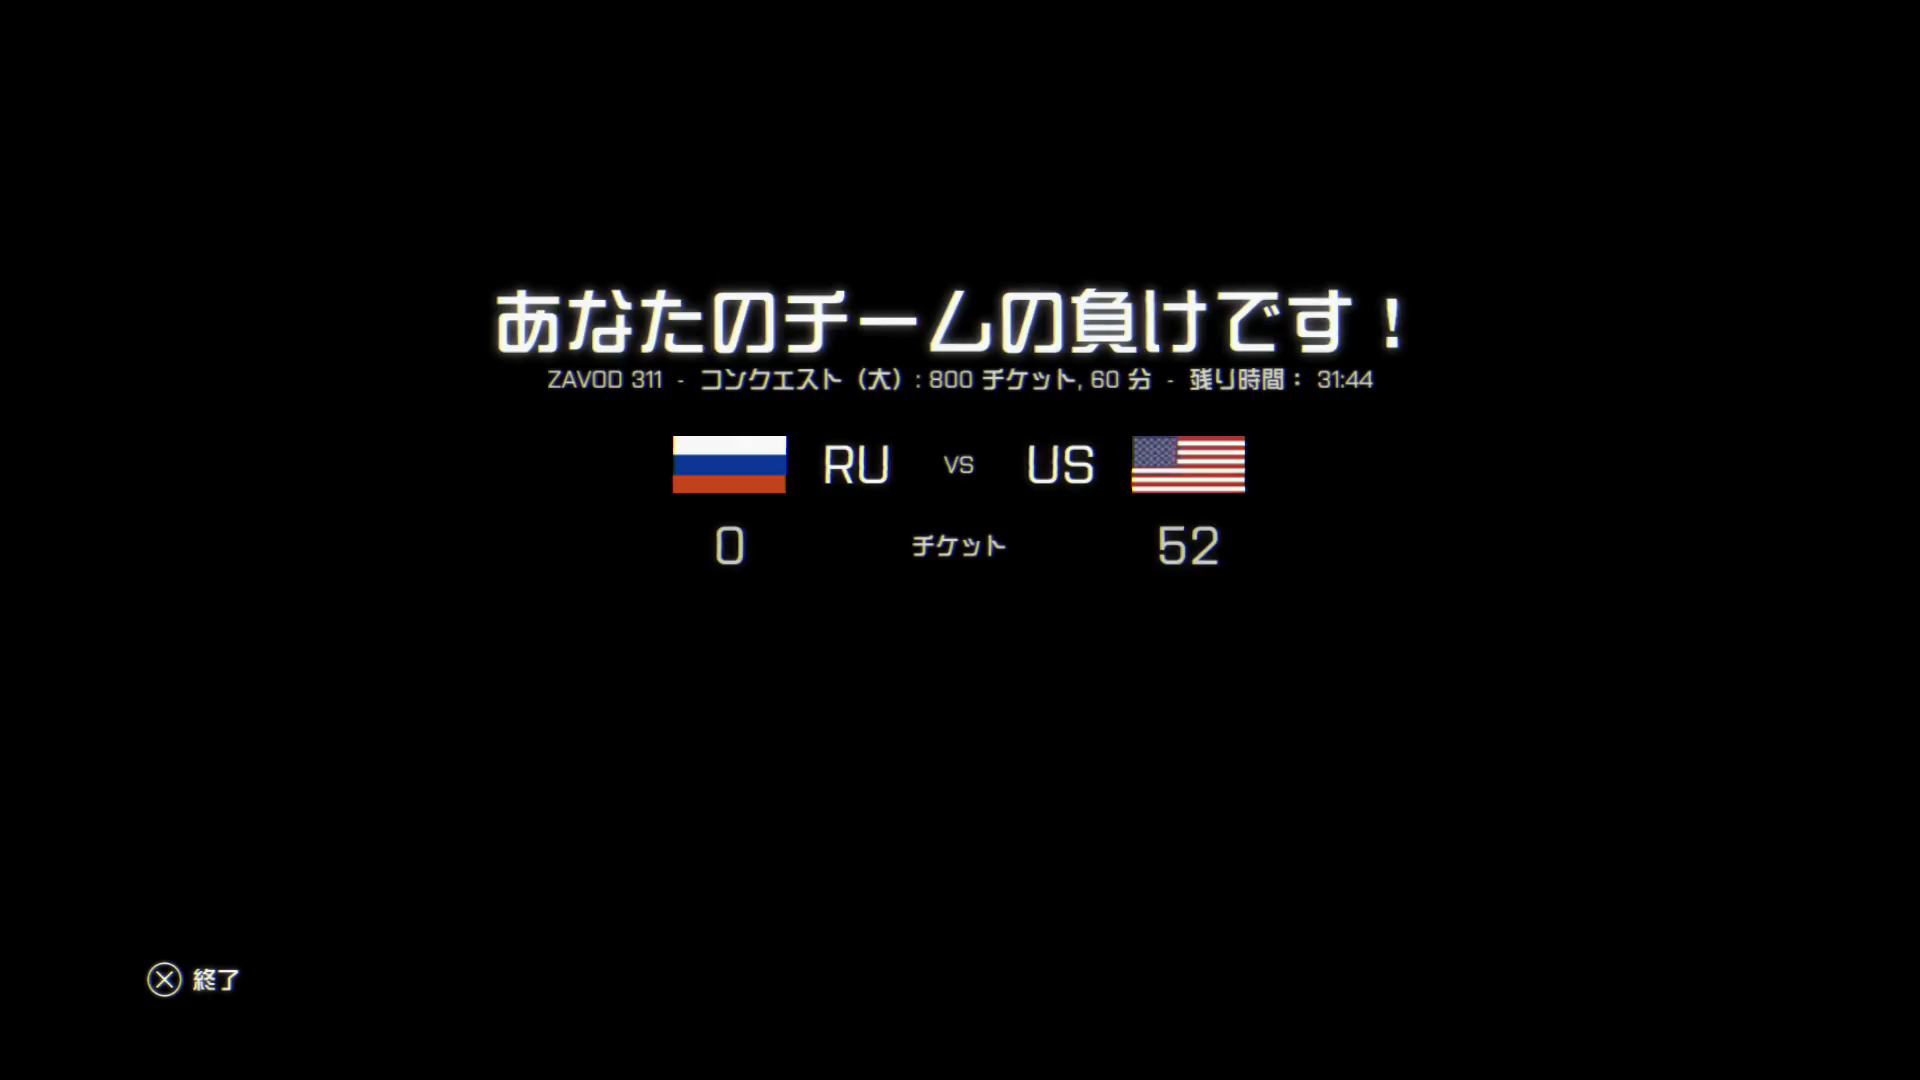 あなたのチームの負けです！
ZAVOD 311 - コンクエスト（大）: 800 チケット, 60 分 - 残り時間： 31:44
RU VS US
0 チケット 52
終了